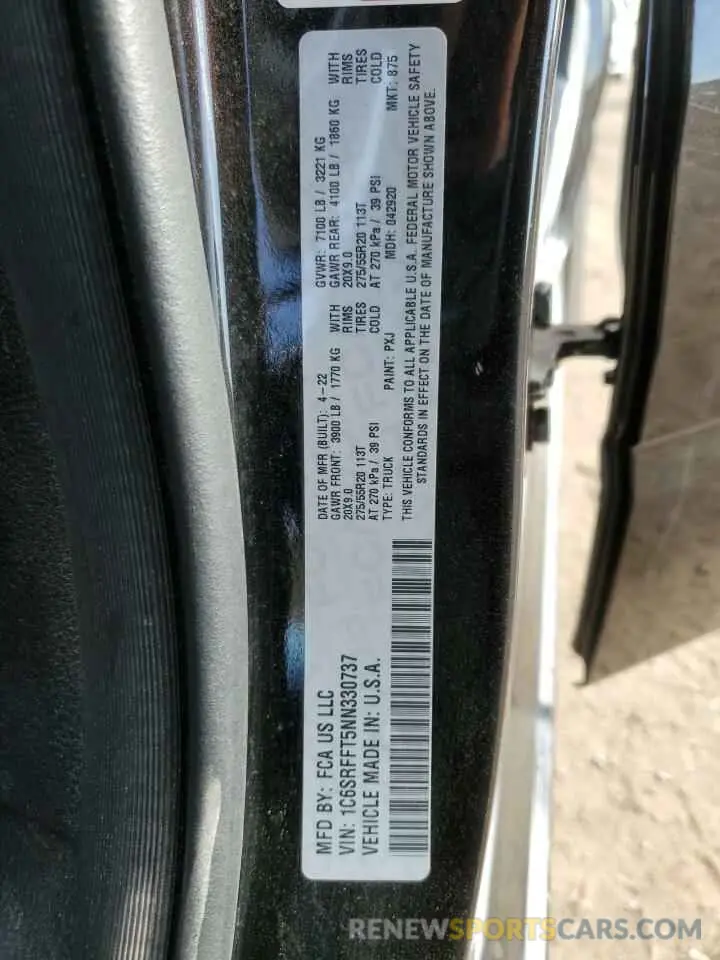 MFD BY: FCA US LLC
VIN: 1C6SRFFT5NN330737
VEHICLE MADE IN: U.S.A.
DATE OF MFR (BUILT): 4-22
GAWR FRONT: 3900 LB / 1770 KG WITH
20X9.0 RIMS
275/55R20 113T TIRES
AT 270 kPa / 39 PSI COLD
TYPE: TRUCK PAINT: PXJ
GVWR: 7100 LB / 3221 KG
GAWR REAR: 4100 LB / 1860 KG WITH
20X9.0 RIMS
275/55R20 113T TIRES
AT 270 kPa / 39 PSI COLD
MDH: 042920 MKT: 875
THIS VEHICLE CONFORMS TO ALL APPLICABLE U.S.A. FEDERAL MOTOR VEHICLE SAFETY
STANDARDS IN EFFECT ON THE DATE OF MANUFACTURE SHOWN ABOVE.
RENEWSPORTSCARS.COM